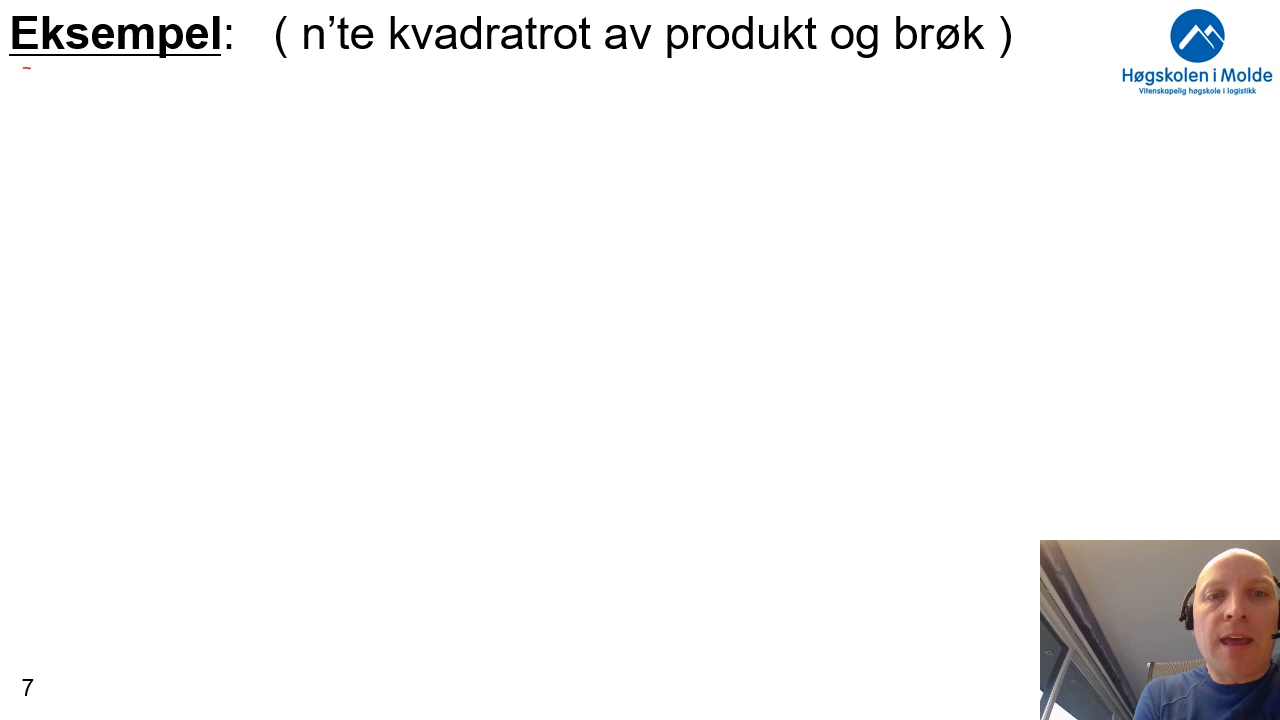 Eksempel: ( n’te kvadratrot av produkt og brøk )
Høgskolen i Molde
Vitenskapelig høgskole i logistikk
7